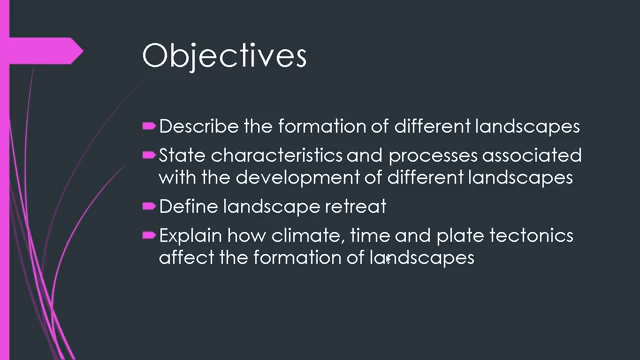 Objectives
Describe the formation of different landscapes
State characteristics and processes associated
with the development of different landscapes
Define landscape retreat
Explain how climate, time and plate tectonics
affect the formation of landscapes